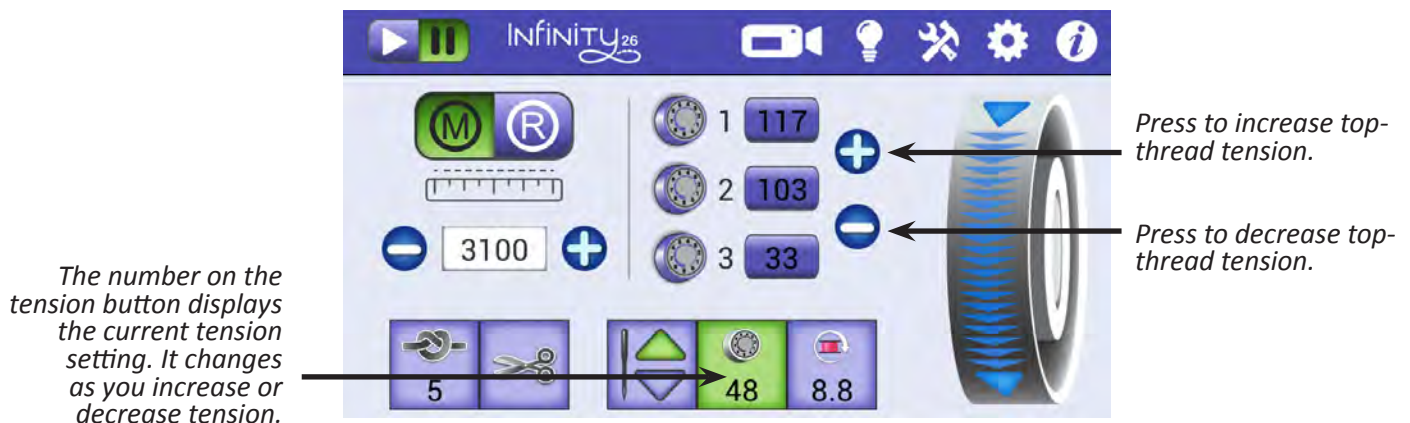 INFINITY 26
M R
1 117
2 103
3 33
3100
5
48
8.8
Press to increase top-
thread tension.
Press to decrease top-
thread tension.
The number on the
tension button displays
the current tension
setting. It changes
as you increase or
decrease tension.